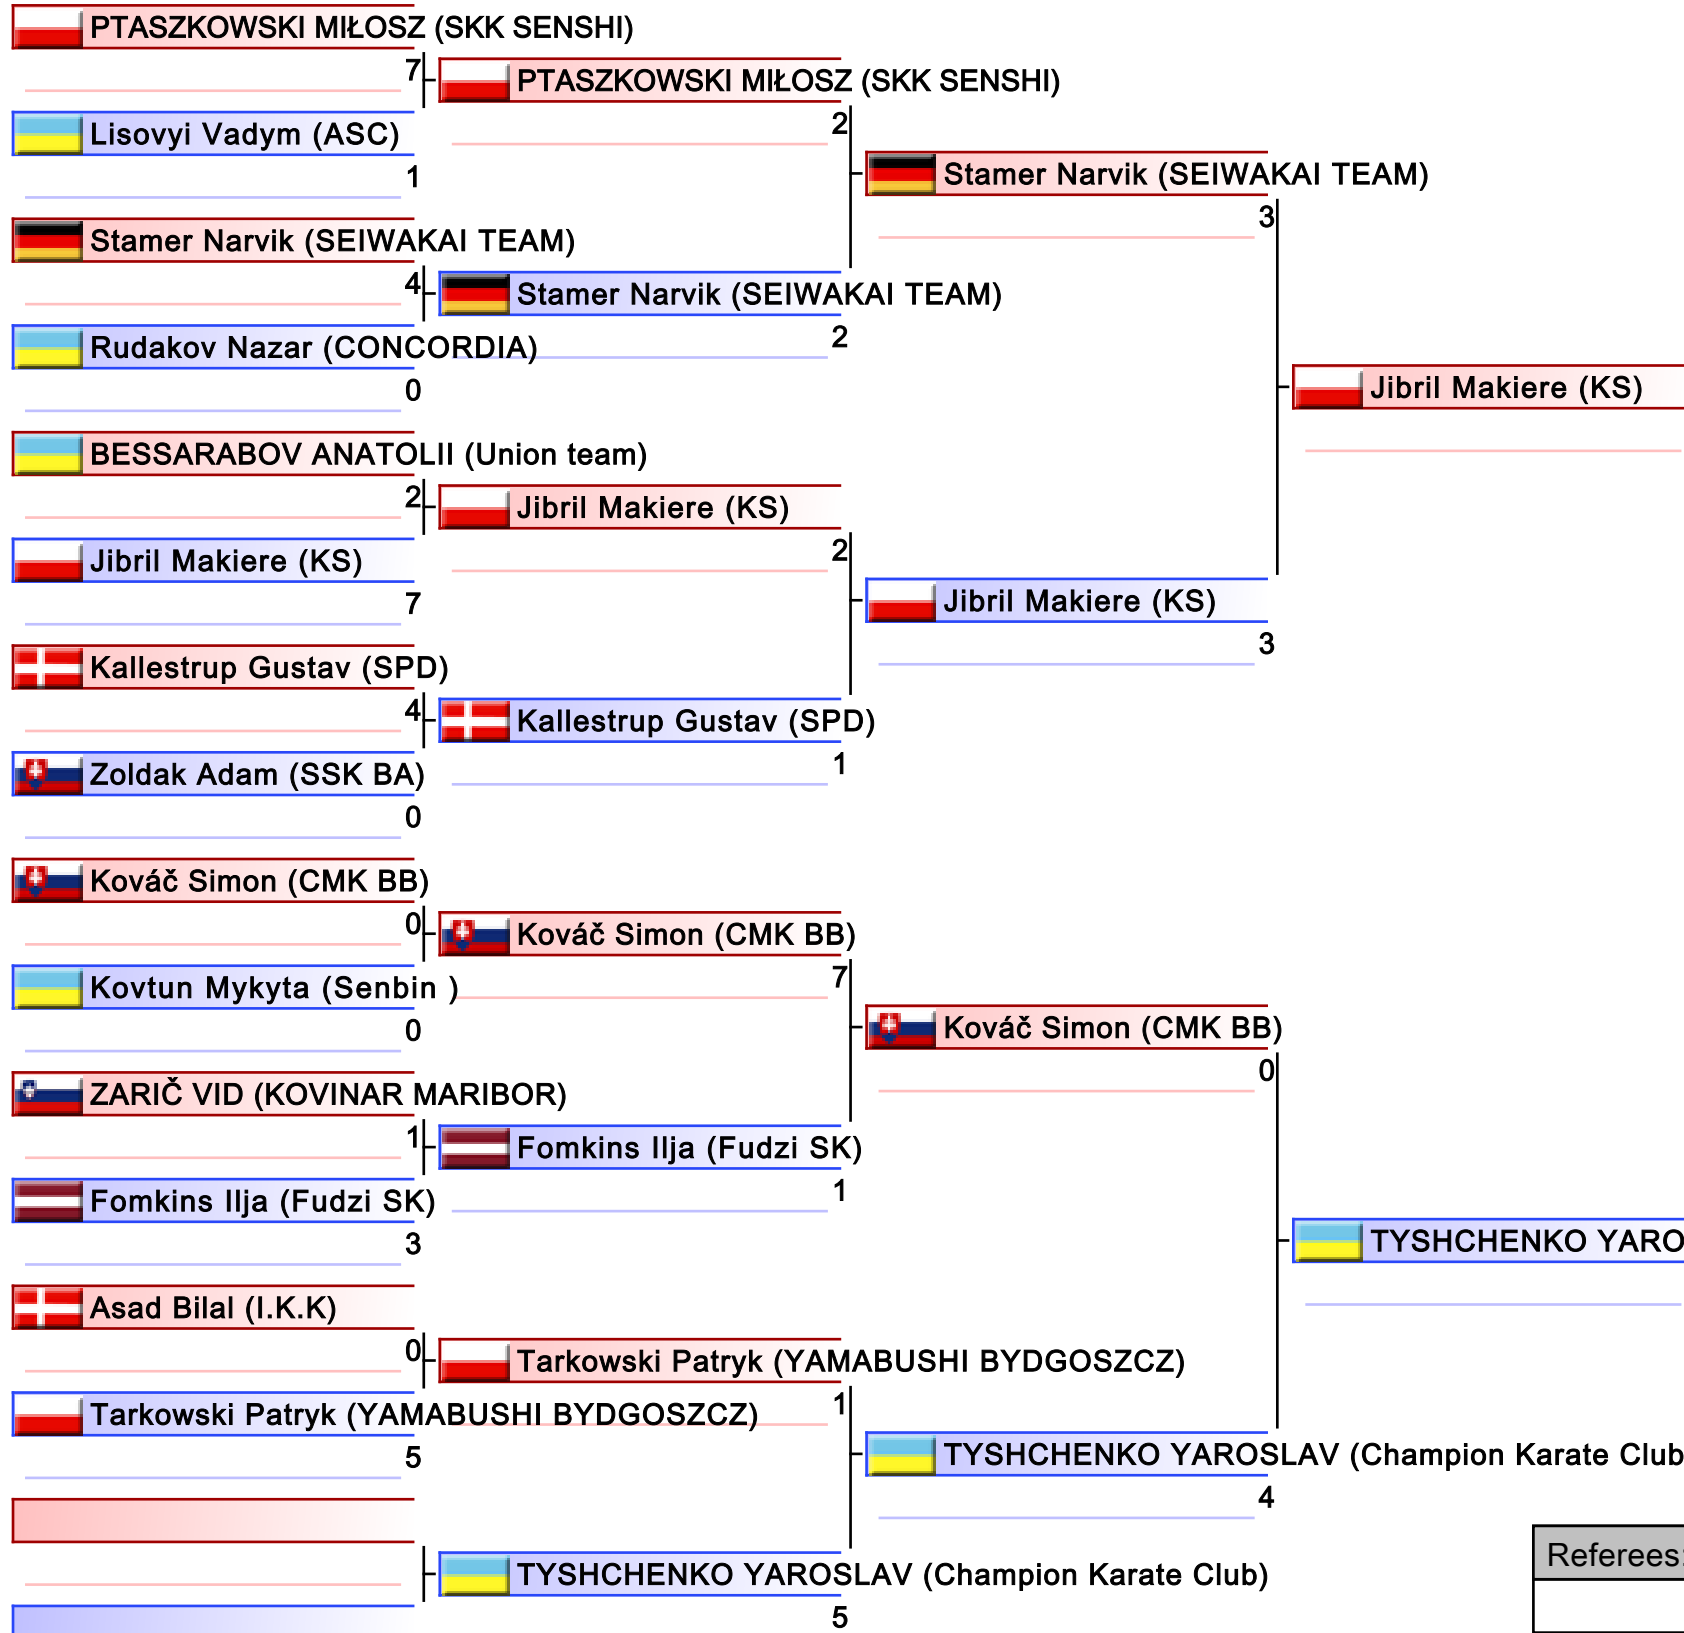 PTASZKOWSKI MIŁOSZ (SKK SENSHI)
7
Lisovyi Vadym (ASC)
1
Stamer Narvik (SEIWAKAI TEAM)
4
Rudakov Nazar (CONCORDIA)
0
BESSARABOV ANATOLII (Union team)
2
Jibril Makiere (KS)
7
Kallestrup Gustav (SPD)
4
Zoldak Adam (SSK BA)
0
Kováč Simon (CMK BB)
0
Kovtun Mykyta (Senbin )
0
ZARIČ VID (KOVINAR MARIBOR)
1
Fomkins Ilja (Fudzi SK)
3
Asad Bilal (I.K.K)
0
Tarkowski Patryk (YAMABUSHI BYDGOSZCZ)
5
PTASZKOWSKI MIŁOSZ (SKK SENSHI)
2
Stamer Narvik (SEIWAKAI TEAM)
2
Jibril Makiere (KS)
2
Kallestrup Gustav (SPD)
1
Kováč Simon (CMK BB)
7
Fomkins Ilja (Fudzi SK)
1
Tarkowski Patryk (YAMABUSHI BYDGOSZCZ)
1
TYSHCHENKO YAROSLAV (Champion Karate Club)
5
Stamer Narvik (SEIWAKAI TEAM)
3
Jibril Makiere (KS)
3
Kováč Simon (CMK BB)
0
TYSHCHENKO YAROSLAV (Champion Karate Club
4
Jibril Makiere (KS)
TYSHCHENKO YARO
Referees: